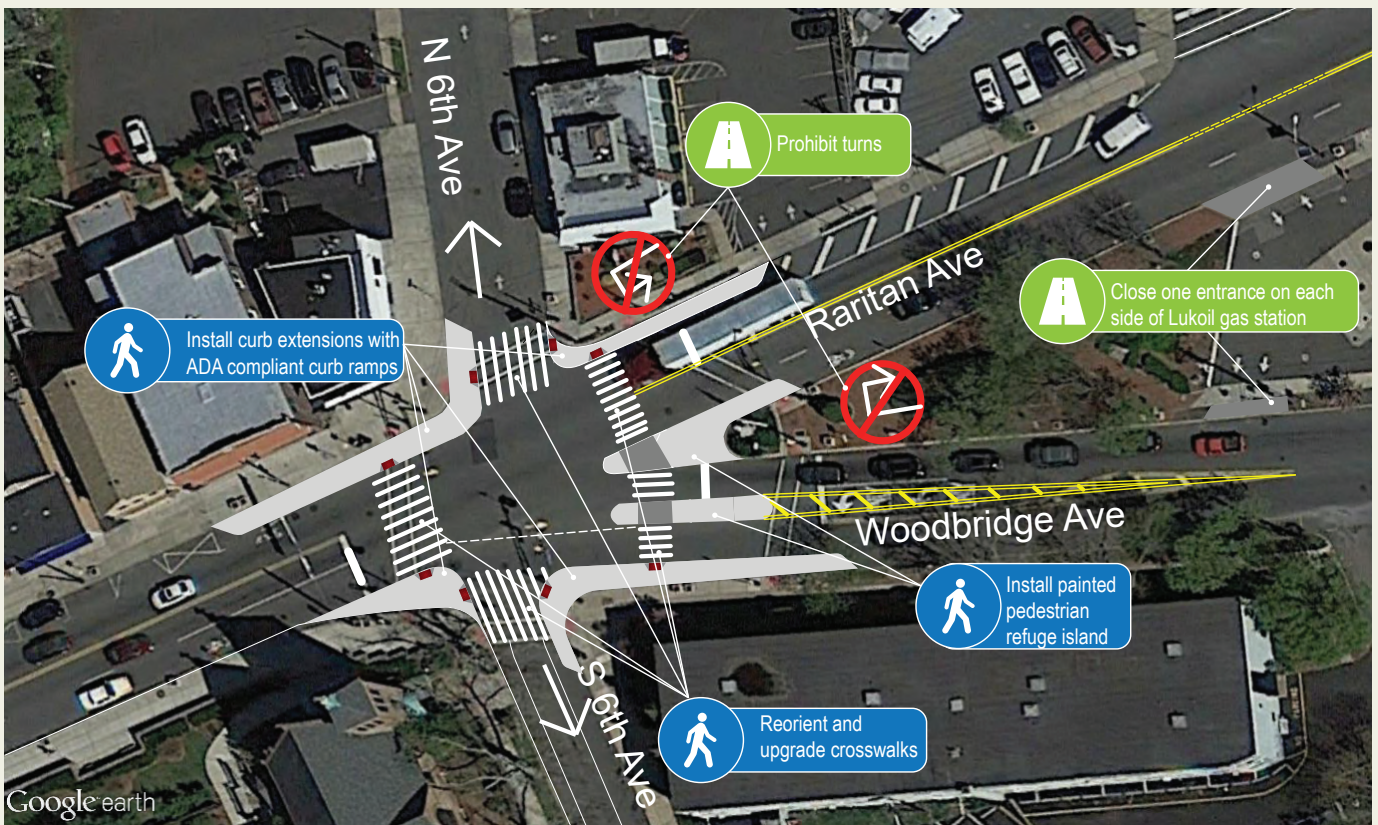 N 6th Ave
Prohibit turns
Raritan Ave
Close one entrance on each
side of Lukoil gas station
Install curb extensions with
ADA compliant curb ramps
Woodbridge Ave
Install painted
pedestrian
refuge island
S 6th Ave
Reorient and
upgrade crosswalks
Google earth